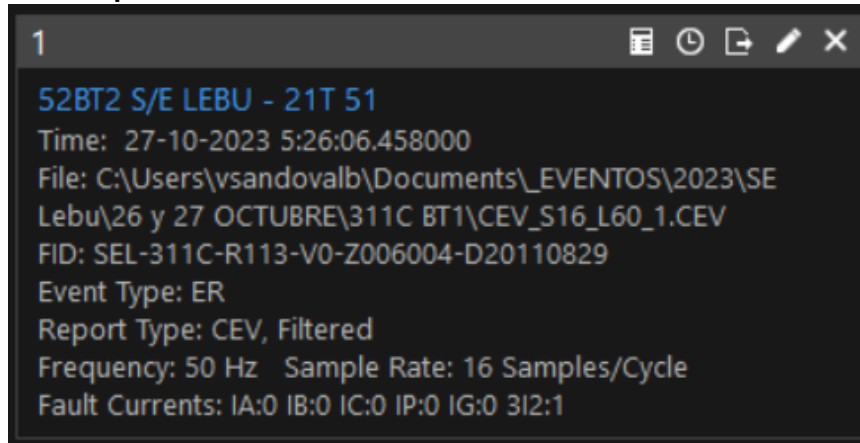 1
52BT2 S/E LEBU - 21T 51
Time:  27-10-2023 5:26:06.458000
File: C:\Users\vsandovalb\Documents\_EVENTOS\2023\SE
Lebu\26 y 27 OCTUBRE\311C BT1\CEV_S16_L60_1.CEV
FID: SEL-311C-R113-V0-Z006004-D20110829
Event Type: ER
Report Type: CEV, Filtered
Frequency: 50 Hz   Sample Rate: 16 Samples/Cycle
Fault Currents: IA:0 IB:0 IC:0 IP:0 IG:0 3I2:1